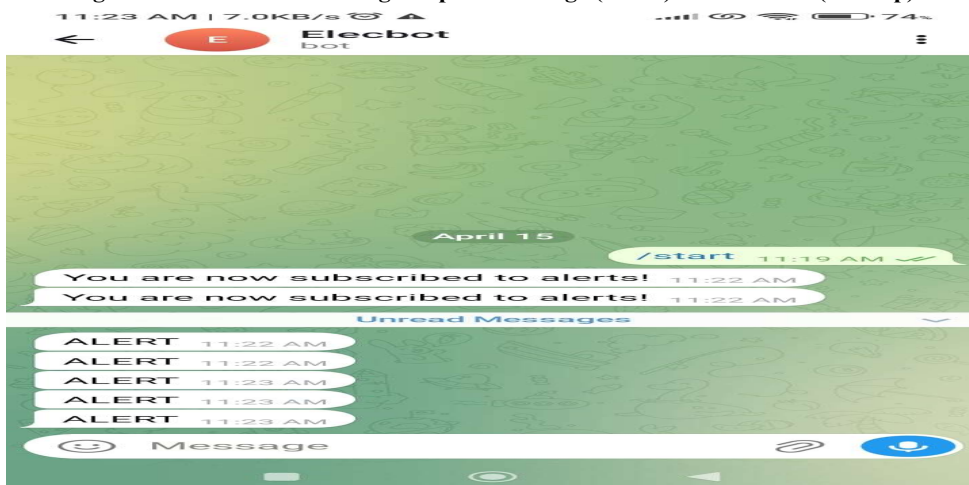 11:23 AM | 7.0KB/s 74%
← E Elecbot
bot
April 15
/start 11:19 AM
You are now subscribed to alerts! 11:22 AM
You are now subscribed to alerts! 11:22 AM
Unread Messages
ALERT 11:22 AM
ALERT 11:22 AM
ALERT 11:23 AM
ALERT 11:23 AM
ALERT 11:23 AM
Message